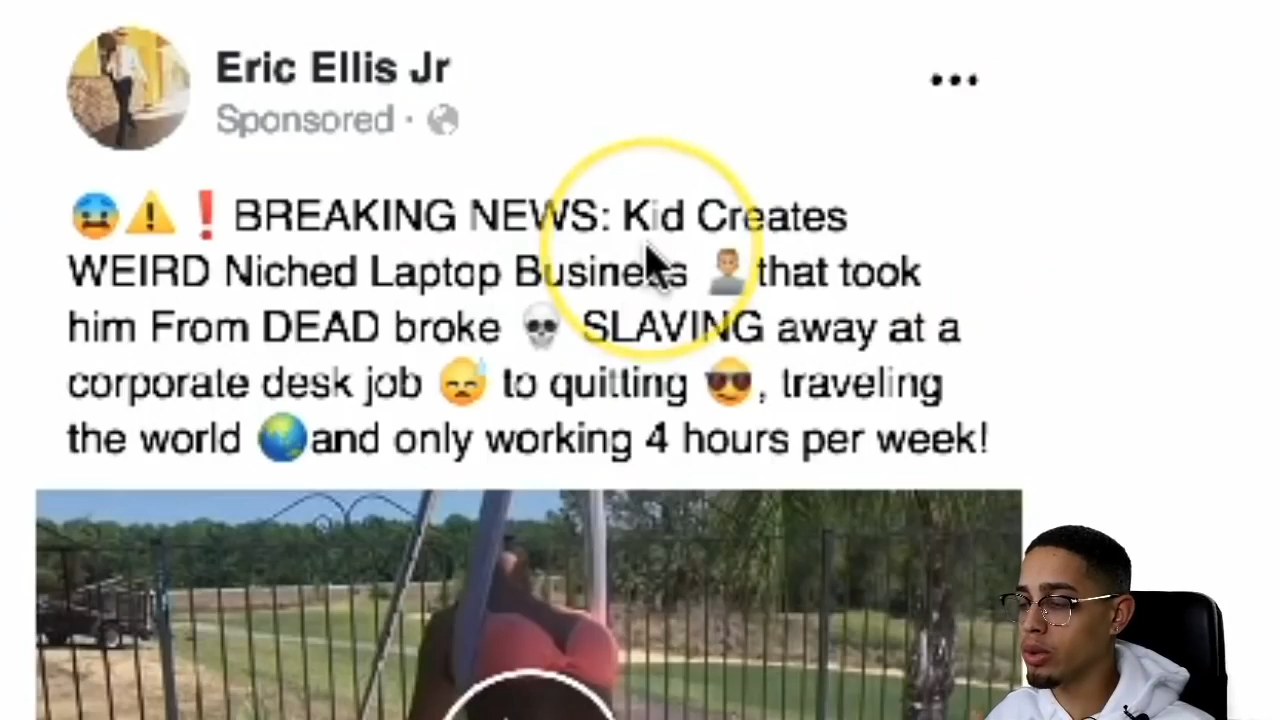 Eric Ellis Jr
Sponsored ·
😰⚠️❗ BREAKING NEWS: Kid Creates
WEIRD Niched Laptop Business 👨🏼‍💼 that took
him From DEAD broke 💀 SLAVING away at a
corporate desk job 😓 to quitting 😎, traveling
the world 🌏and only working 4 hours per week!